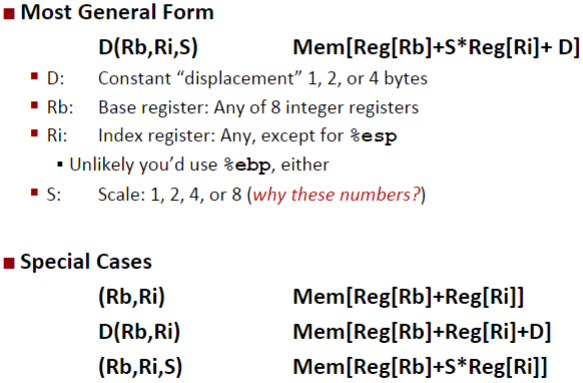 Most General Form
D(Rb,Ri,S) Mem[Reg[Rb]+S*Reg[Ri]+ D]
D: Constant “displacement” 1, 2, or 4 bytes
Rb: Base register: Any of 8 integer registers
Ri: Index register: Any, except for %esp
Unlikely you’d use %ebp, either
S: Scale: 1, 2, 4, or 8 (why these numbers?)
Special Cases
(Rb,Ri) Mem[Reg[Rb]+Reg[Ri]]
D(Rb,Ri) Mem[Reg[Rb]+Reg[Ri]+D]
(Rb,Ri,S) Mem[Reg[Rb]+S*Reg[Ri]]